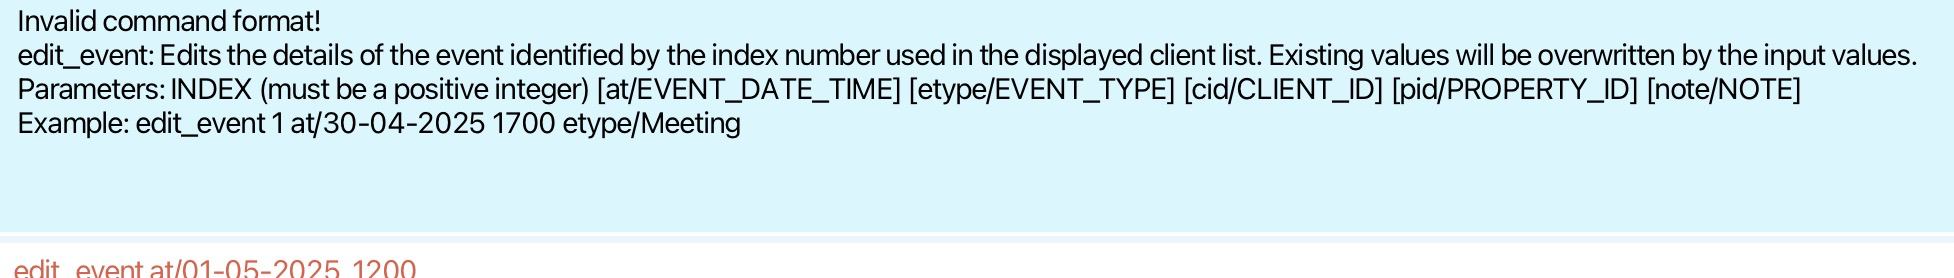 Invalid command format!
edit_event: Edits the details of the event identified by the index number used in the displayed client list. Existing values will be overwritten by the input values.
Parameters: INDEX (must be a positive integer) [at/EVENT_DATE_TIME] [etype/EVENT_TYPE] [cid/CLIENT_ID] [pid/PROPERTY_ID] [note/NOTE]
Example: edit_event 1 at/30-04-2025 1700 etype/Meeting
edit_event at/01-05-2025 1200